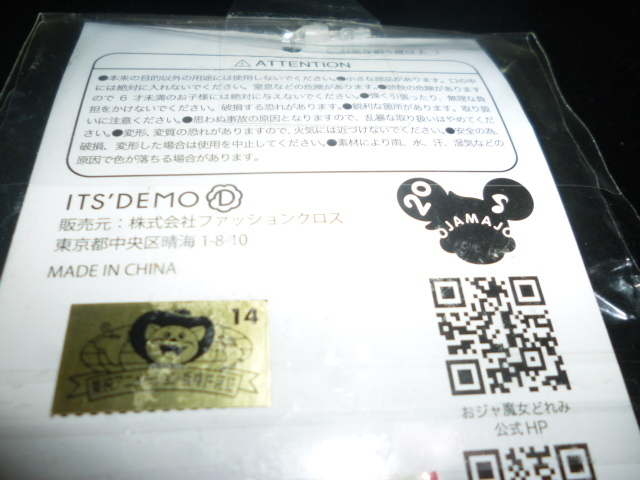 ⚠ ATTENTION
●本来の目的以外の用途には使用しないでください。●小さな部品があります。口の中
には絶対に入れないでください。窒息などの危険があります。●誤飲の危険があります
ので6才未満のお子様には絶対に与えないでください。●強く引張ったり、無理な負
担をかけないでください。破損する恐れがあります。●鋭利な箇所があります。取り扱
いに注意ください。●思わぬ事故の原因となりますので、乱暴な取り扱いはやめてくだ
さい。●変形、変質の恐れがありますので、火気には近づけないでください。●安全の為、
破損、変形した場合は使用を中止してください。●素材により雨、水、汗、湿気などの
原因で色が落ちる場合があります。
ITS'DEMO D
販売元：株式会社ファッションクロス
東京都中央区晴海 1-8-10
MADE IN CHINA
20
OJAMAJO
14
おジャ魔女どれみ
公式 HP